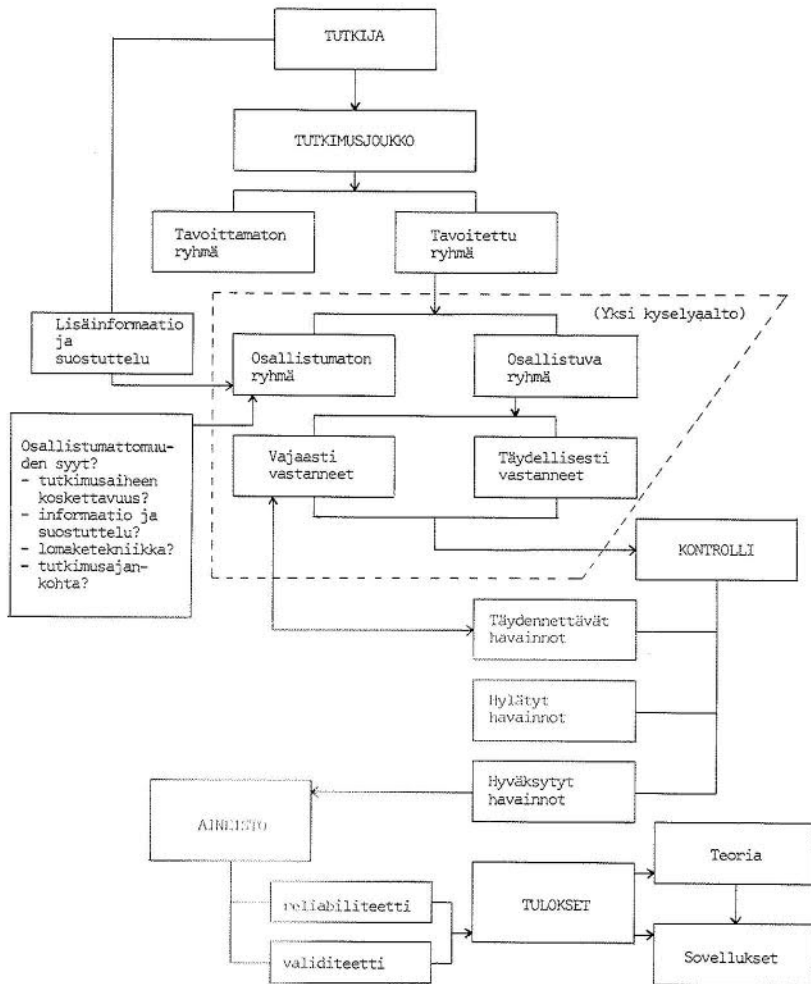 TUTKIJA
TUTKIMUSJOUKKO
Tavoittamaton
ryhmä
Tavoitettu
ryhmä
(Yksi kyselyaalto)
Lisäinformaatio
ja
suostuttelu
Osallistumaton
ryhmä
Osallistuva
ryhmä
Osallistumattomuu-
den syyt?
- tutkimusaiheen
koskettavuus?
- informaatio ja
suostuttelu?
- lomaketekniikka?
- tutkimusajan-
kohta?
Vajaasti
vastanneet
Täydellisesti
vastanneet
KONTROLLI
Täydennettävät
havainnot
Hylätyt
havainnot
Hyväksytyt
havainnot
AINEISTO
reliabiliteetti
validiteetti
TULOKSET
Teoria
Sovellukset